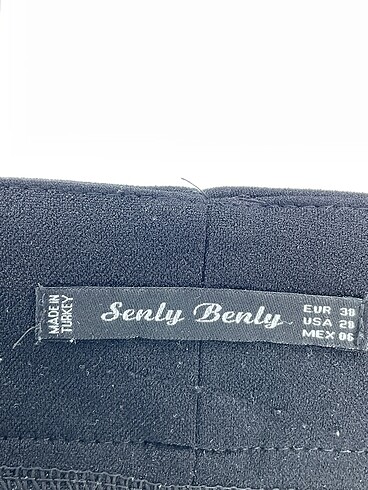 MADE IN
TURKEY
Senly Benly
EUR 38
USA 28
MEX 06